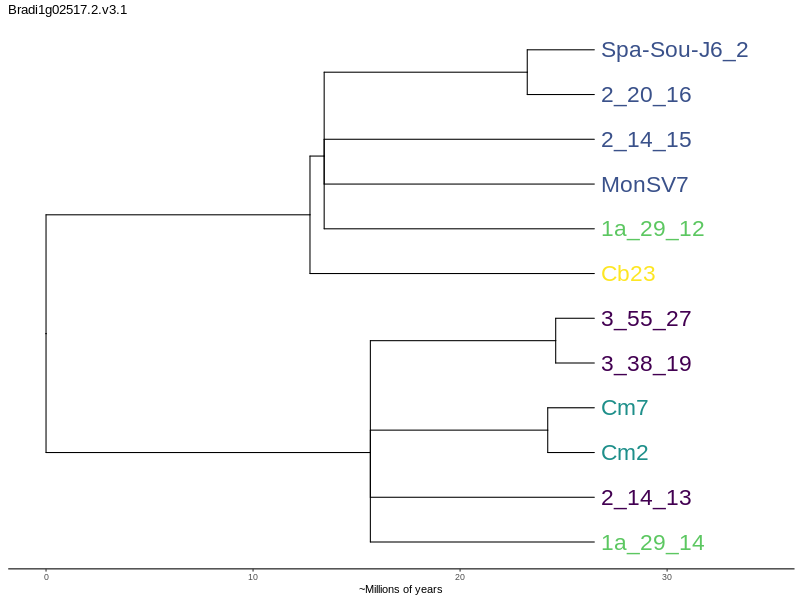 Bradi1g02517.2.v3.1
Spa-Sou-J6_2
2_20_16
2_14_15
MonSV7
1a_29_12
Cb23
3_55_27
3_38_19
Cm7
Cm2
2_14_13
1a_29_14
0 10 20 30
~Millions of years